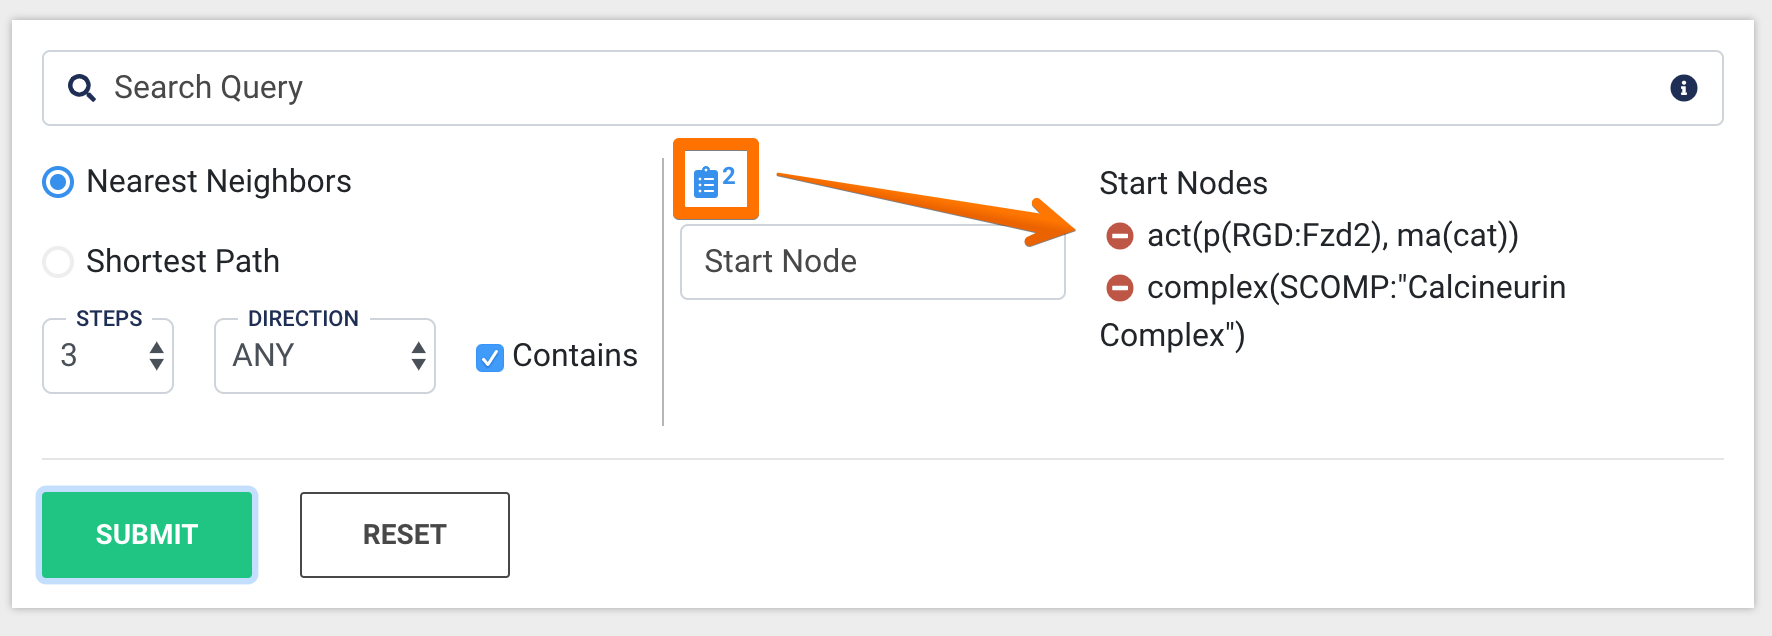 Search Query
Nearest Neighbors
Shortest Path
STEPS
3
DIRECTION
ANY
Contains
2
Start Node
Start Nodes
act(p(RGD:Fzd2), ma(cat))
complex(SCOMP:"Calcineurin
Complex")
SUBMIT
RESET